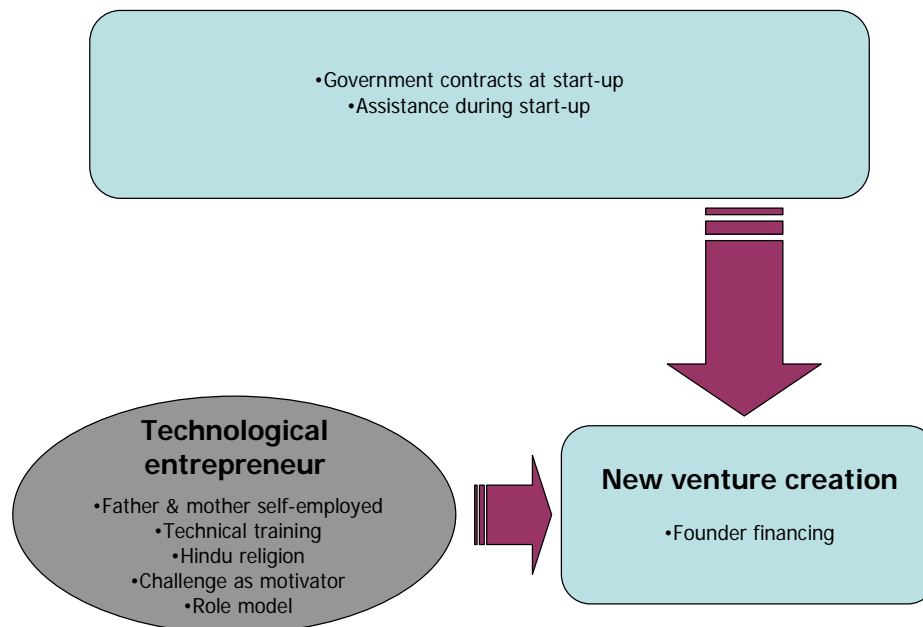 •Government contracts at start-up
•Assistance during start-up
Technological
entrepreneur
•Father & mother self-employed
•Technical training
•Hindu religion
•Challenge as motivator
•Role model
New venture creation
•Founder financing